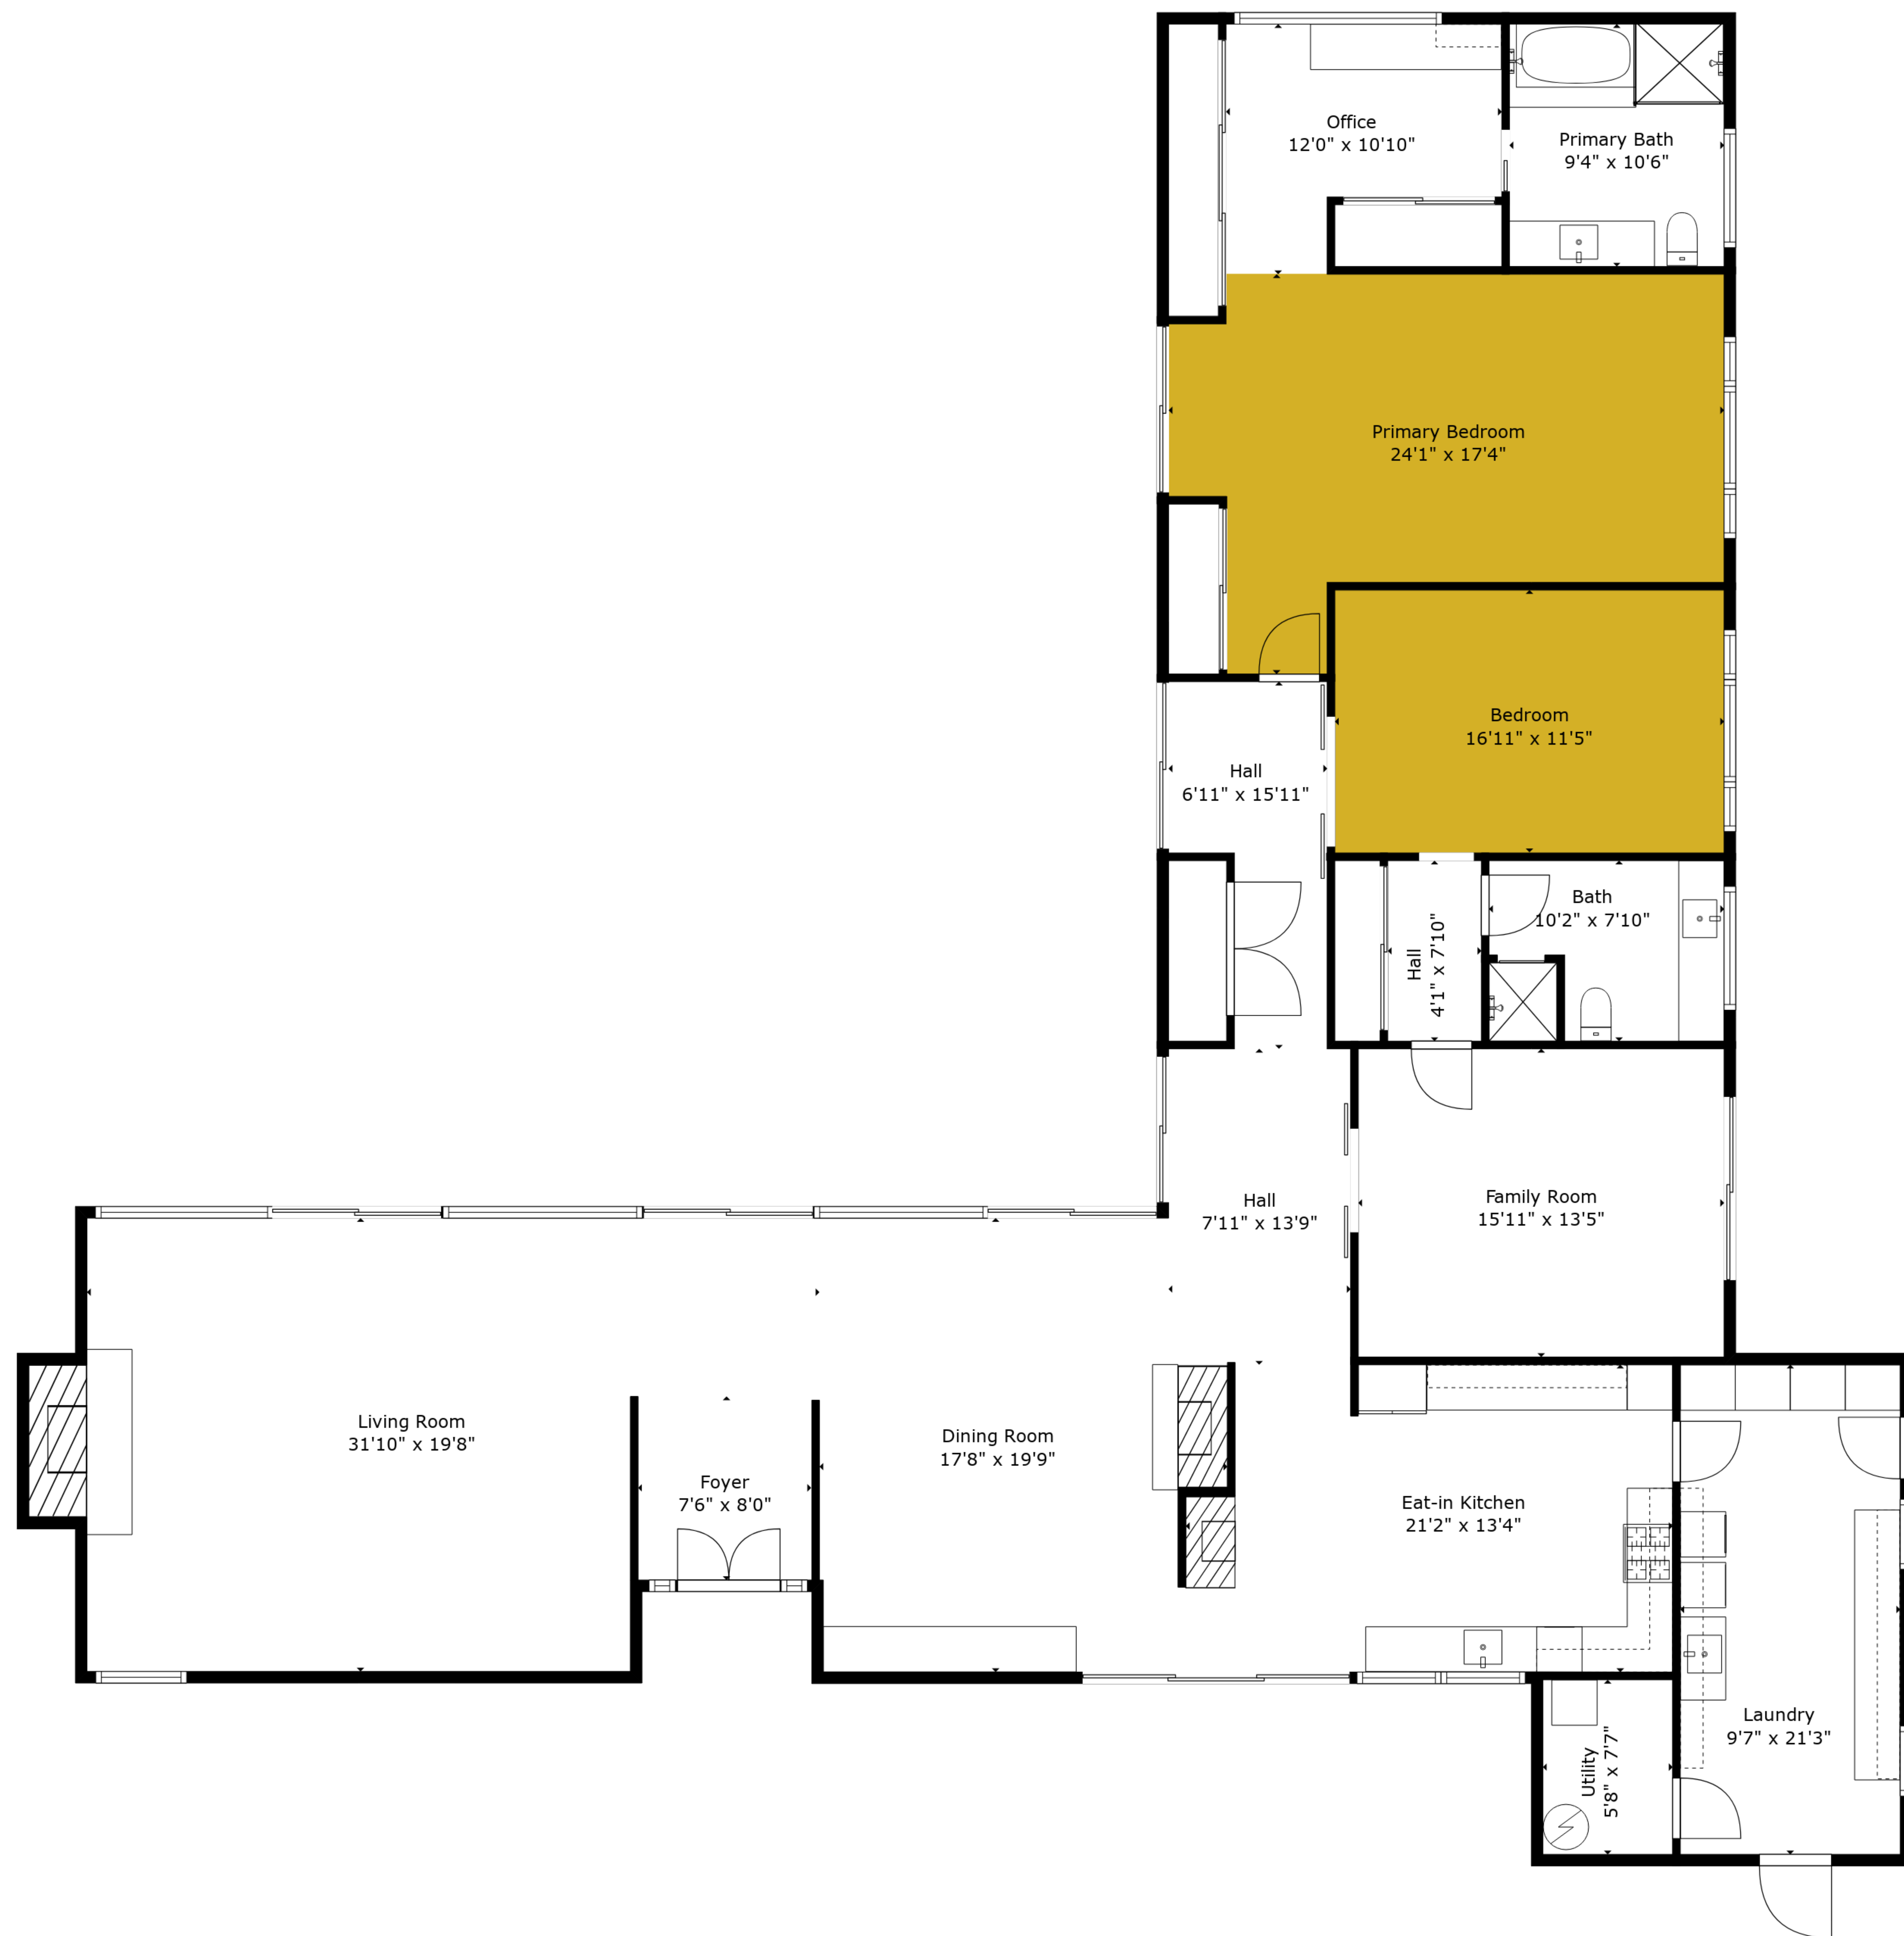 Office
12'0" x 10'10"
Primary Bath
9'4" x 10'6"
Primary Bedroom
24'1" x 17'4"
Bedroom
16'11" x 11'5"
Hall
6'11" x 15'11"
Bath
10'2" x 7'10"
Hall
4'1" x 7'10"
Hall
7'11" x 13'9"
Family Room
15'11" x 13'5"
Living Room
31'10" x 19'8"
Foyer
7'6" x 8'0"
Dining Room
17'8" x 19'9"
Eat-in Kitchen
21'2" x 13'4"
Laundry
9'7" x 21'3"
Utility
5'8" x 7'7"